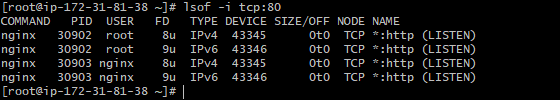 [root@ip-172-31-81-38 ~]# lsof -i tcp:80
COMMAND   PID  USER   FD   TYPE DEVICE SIZE/OFF NODE NAME
nginx   30902  root    8u  IPv4  43345      0t0  TCP *:http (LISTEN)
nginx   30902  root    9u  IPv6  43346      0t0  TCP *:http (LISTEN)
nginx   30903 nginx    8u  IPv4  43345      0t0  TCP *:http (LISTEN)
nginx   30903 nginx    9u  IPv6  43346      0t0  TCP *:http (LISTEN)
[root@ip-172-31-81-38 ~]#